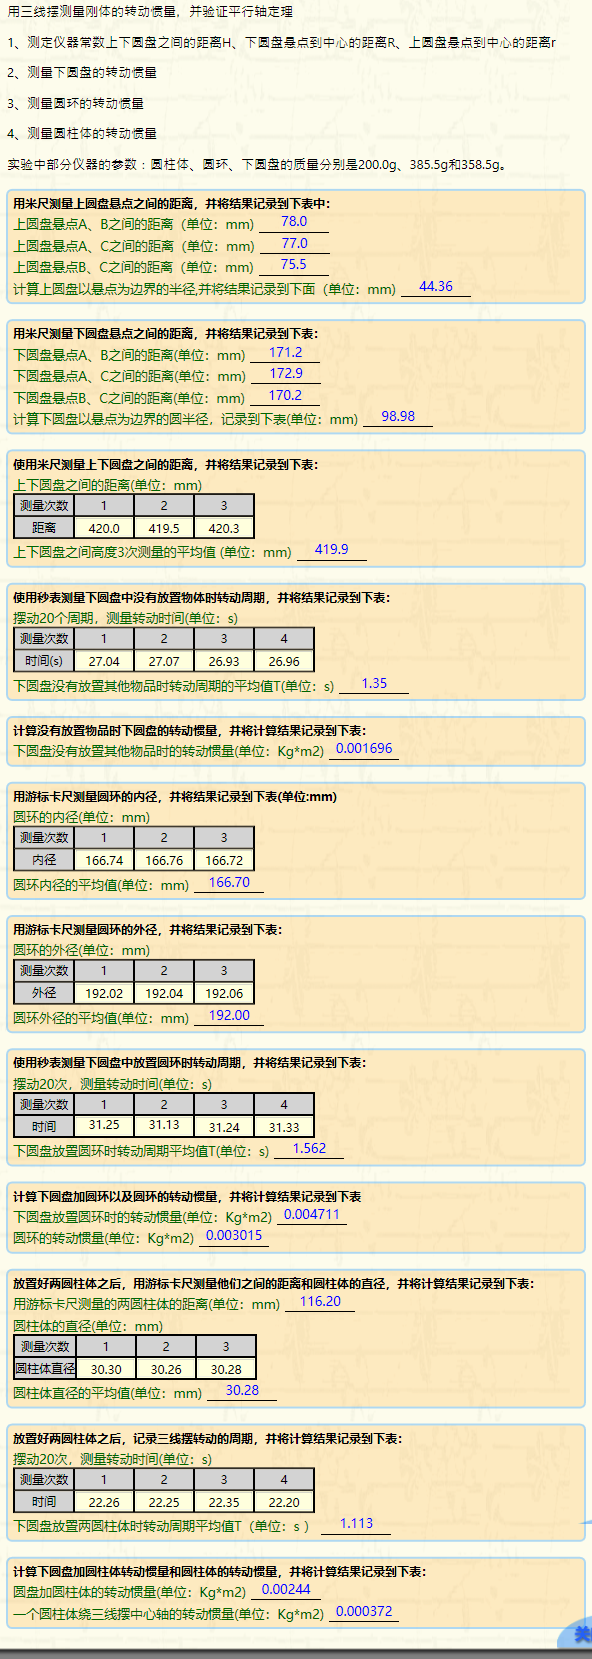 用三线摆测量刚体的转动惯量，并验证平行轴定理
1、测定仪器常数上下圆盘之间的距离H、下圆盘悬点到中心的距离R、上圆盘悬点到中心的距离r
2、测量下圆盘的转动惯量
3、测量圆环的转动惯量
4、测量圆柱体的转动惯量
实验中部分仪器的参数：圆柱体、圆环、下圆盘的质量分别是200.0g、385.5g和358.5g。
用米尺测量上圆盘悬点之间的距离，并将结果记录到下表中：
上圆盘悬点A、B之间的距离（单位：mm) 78.0
上圆盘悬点A、C之间的距离（单位：mm) 77.0
上圆盘悬点B、C之间的距离（单位：mm) 75.5
计算上圆盘以悬点为边界的半径,并将结果记录到下面（单位：mm) 44.36
用米尺测量下圆盘悬点之间的距离，并将结果记录到下表：
下圆盘悬点A、B之间的距离(单位：mm) 171.2
下圆盘悬点A、C之间的距离(单位：mm) 172.9
下圆盘悬点B、C之间的距离(单位：mm) 170.2
计算下圆盘以悬点为边界的圆半径，记录到下表(单位：mm) 98.98
使用米尺测量上下圆盘之间的距离，并将结果记录到下表：
上下圆盘之间的距离(单位：mm)
测量次数 1 2 3
距离 420.0 419.5 420.3
上下圆盘之间高度3次测量的平均值 (单位：mm) 419.9
使用秒表测量下圆盘中没有放置物体时转动周期，并将结果记录到下表：
摆动20个周期，测量转动时间(单位：s)
测量次数 1 2 3 4
时间(s) 27.04 27.07 26.93 26.96
下圆盘没有放置其他物品时转动周期的平均值T(单位：s) 1.35
计算没有放置物品时下圆盘的转动惯量，并将计算结果记录到下表：
下圆盘没有放置其他物品时的转动惯量(单位：Kg*m2) 0.001696
用游标卡尺测量圆环的内径，并将结果记录到下表(单位:mm)
圆环的内径(单位：mm)
测量次数 1 2 3
内径 166.74 166.76 166.72
圆环内径的平均值(单位：mm) 166.70
用游标卡尺测量圆环的外径，并将结果记录到下表：
圆环的外径(单位：mm)
测量次数 1 2 3
外径 192.02 192.04 192.06
圆环外径的平均值(单位：mm) 192.00
使用秒表测量下圆盘中放置圆环时转动周期，并将结果记录到下表：
摆动20次，测量转动时间(单位：s)
测量次数 1 2 3 4
时间 31.25 31.13 31.24 31.33
下圆盘放置圆环时转动周期平均值T(单位：s) 1.562
计算下圆盘加圆环以及圆环的转动惯量，并将计算结果记录到下表
下圆盘放置圆环时的转动惯量(单位：Kg*m2) 0.004711
圆环的转动惯量(单位：Kg*m2) 0.003015
放置好两圆柱体之后，用游标卡尺测量他们之间的距离和圆柱体的直径，并将计算结果记录到下表：
用游标卡尺测量的两圆柱体的距离(单位：mm) 116.20
圆柱体的直径(单位：mm)
测量次数 1 2 3
圆柱体直径 30.30 30.26 30.28
圆柱体直径的平均值(单位：mm) 30.28
放置好两圆柱体之后，记录三线摆转动的周期，并将计算结果记录到下表：
摆动20次，测量转动时间(单位：s)
测量次数 1 2 3 4
时间 22.26 22.25 22.35 22.20
下圆盘放置两圆柱体时转动周期平均值T（单位：s ） 1.113
计算下圆盘加圆柱体转动惯量和圆柱体的转动惯量，并将计算结果记录到下表：
圆盘加圆柱体的转动惯量(单位：Kg*m2) 0.00244
一个圆柱体绕三线摆中心轴的转动惯量(单位：Kg*m2) 0.000372